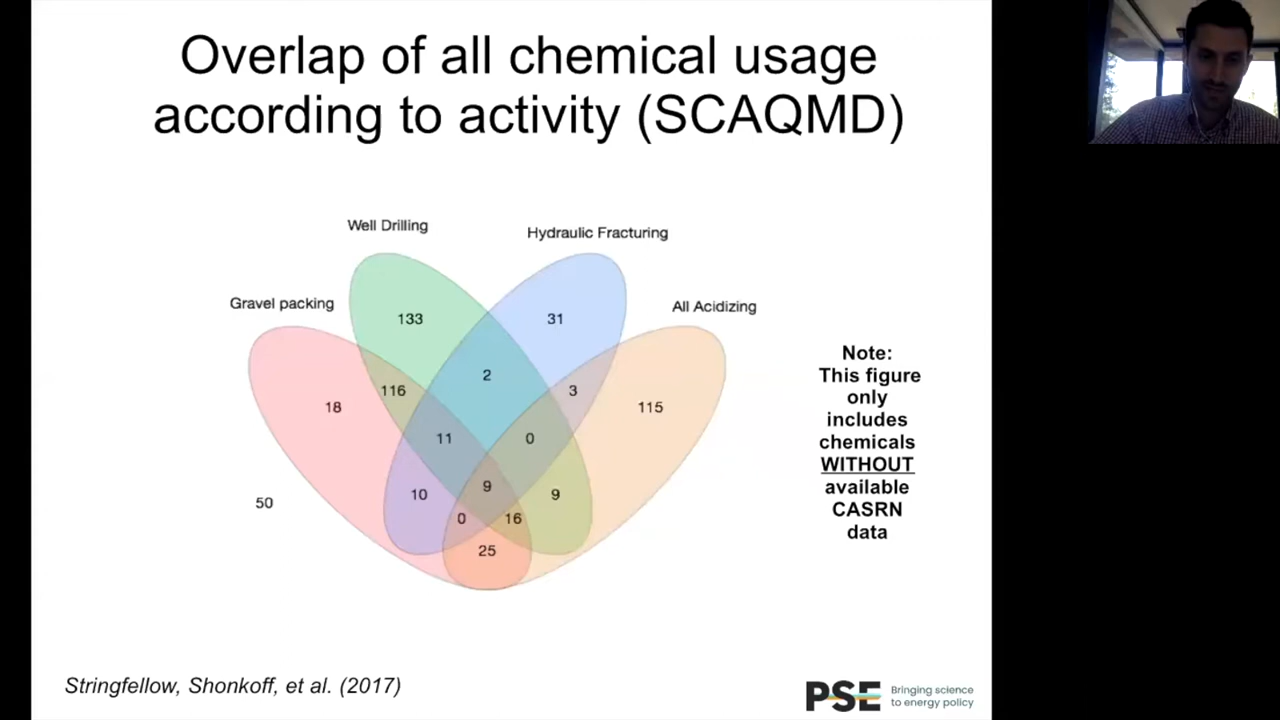 Overlap of all chemical usage
according to activity (SCAQMD)
Well Drilling
Hydraulic Fracturing
Gravel packing
All Acidizing
133
31
2
116
3
18
115
11
0
10
9
9
50
0
16
25
Note:
This figure
only
includes
chemicals
WITHOUT
available
CASRN
data
Stringfellow, Shonkoff, et al. (2017)
PSE
Bringing science
to energy policy